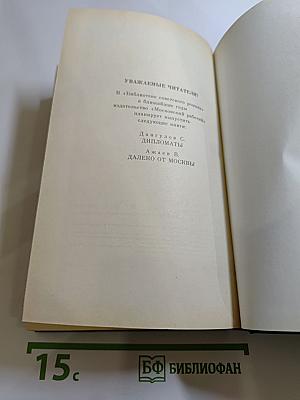 УВАЖАЕМЫЕ ЧИТАТЕЛИ!
В «Библиотеке советского романа»
в ближайшие годы
издательство «Московский рабочий»
планирует выпустить
следующие книги:
Дангулов С.
ДИПЛОМАТЫ
Ажаев В.
ДАЛЕКО ОТ МОСКВЫ
15 с
БФ БИБЛИОФАН